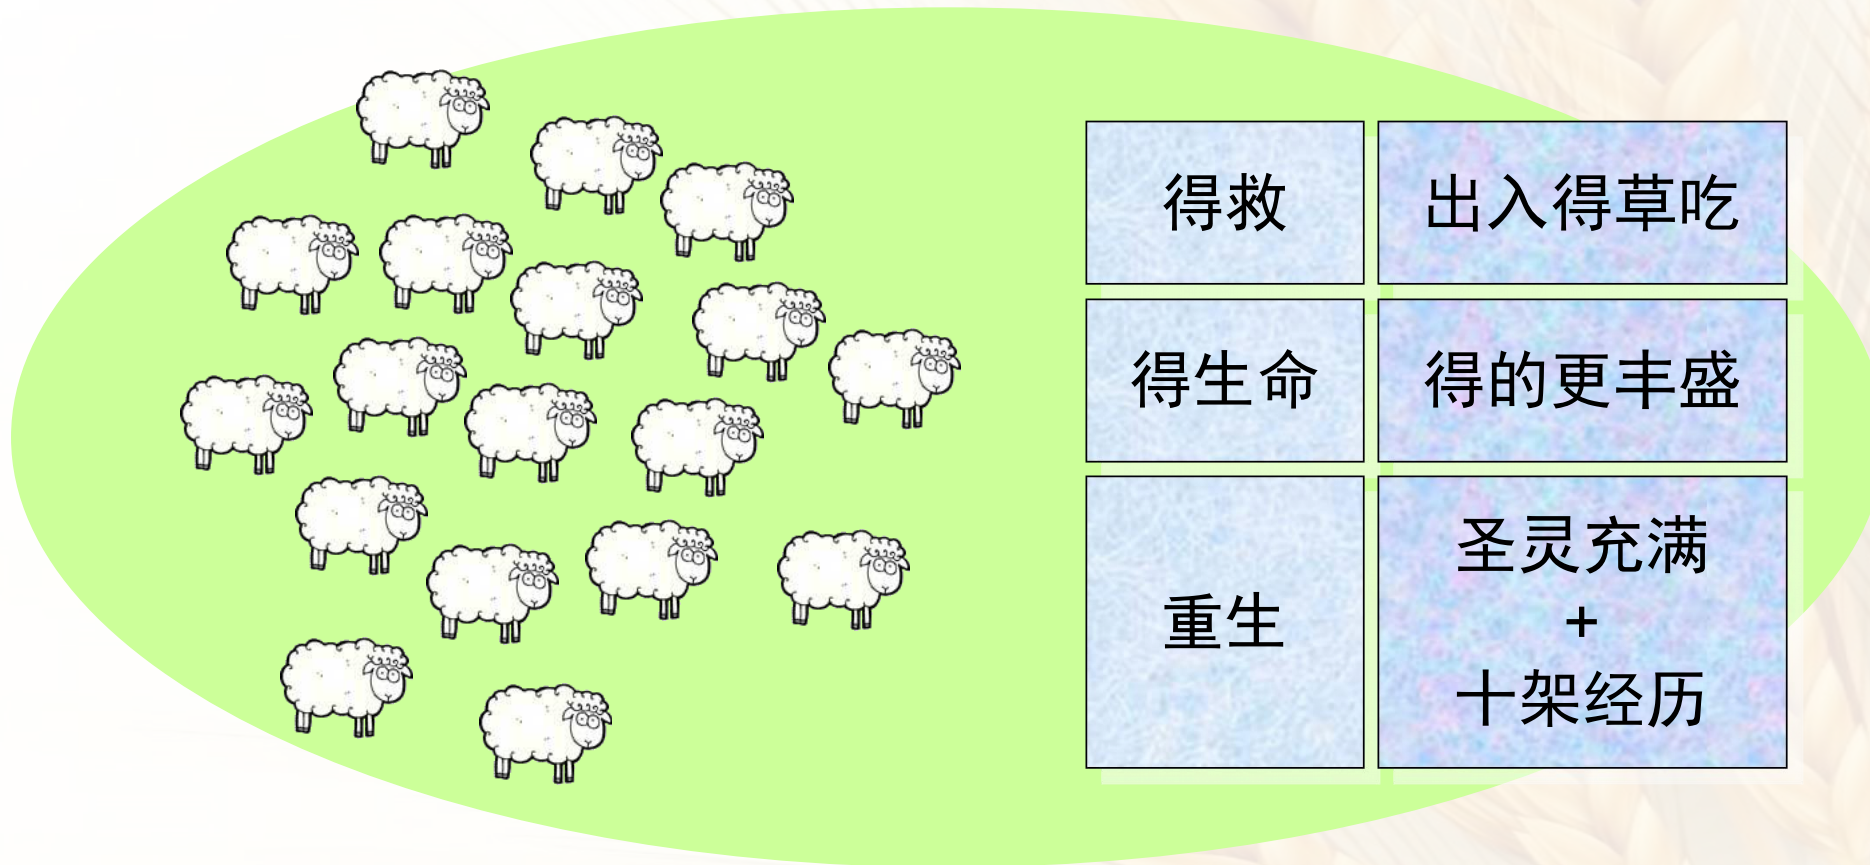 得救
出入得草吃
得生命
得的更丰盛
重生
圣灵充满
+
十架经历